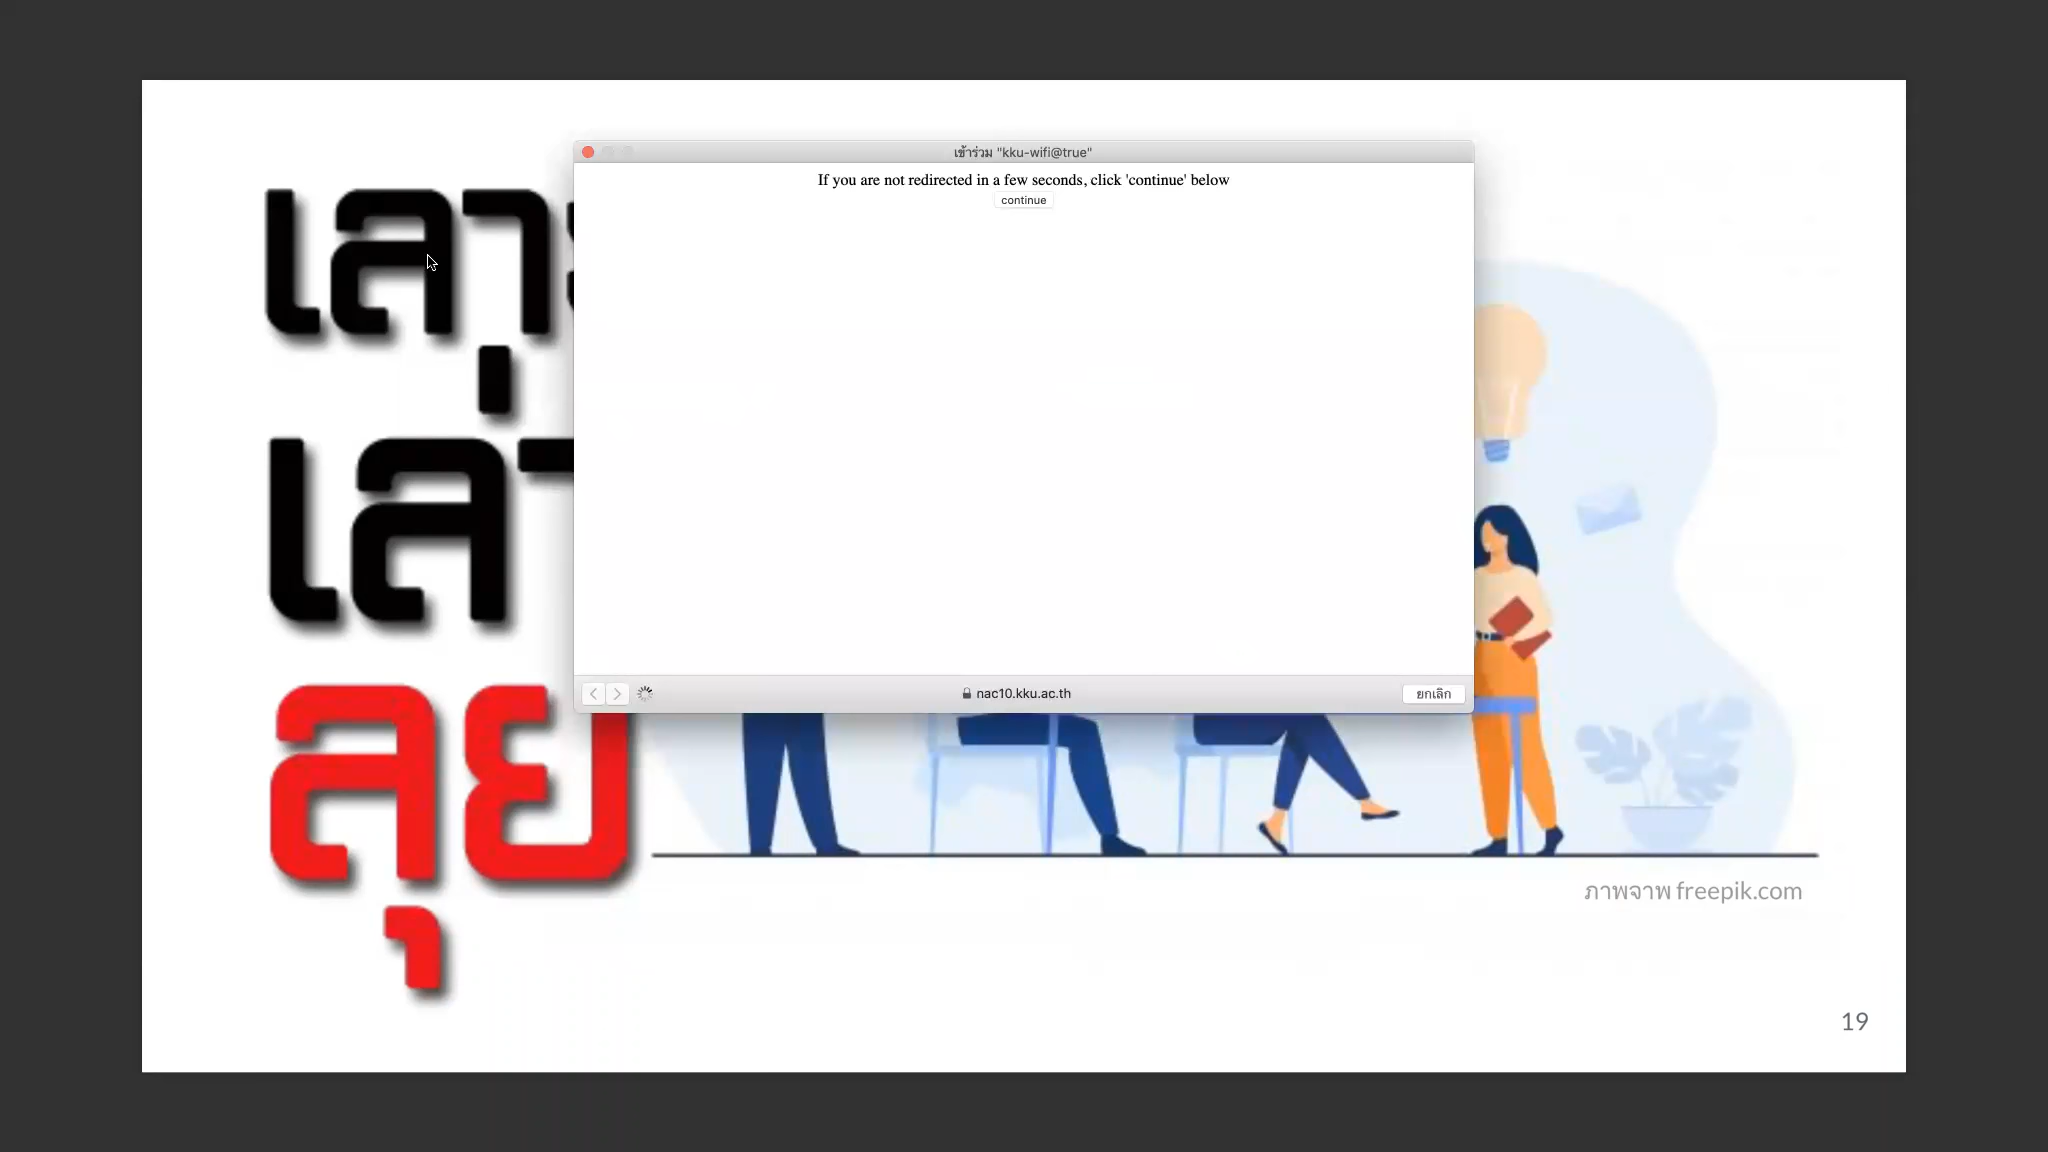 เข้าร่วม "kku-wifi@true"
If you are not redirected in a few seconds, click 'continue' below
continue
nac10.kku.ac.th
ยกเลิก
ลุย
ภาพจาพ freepik.com
19